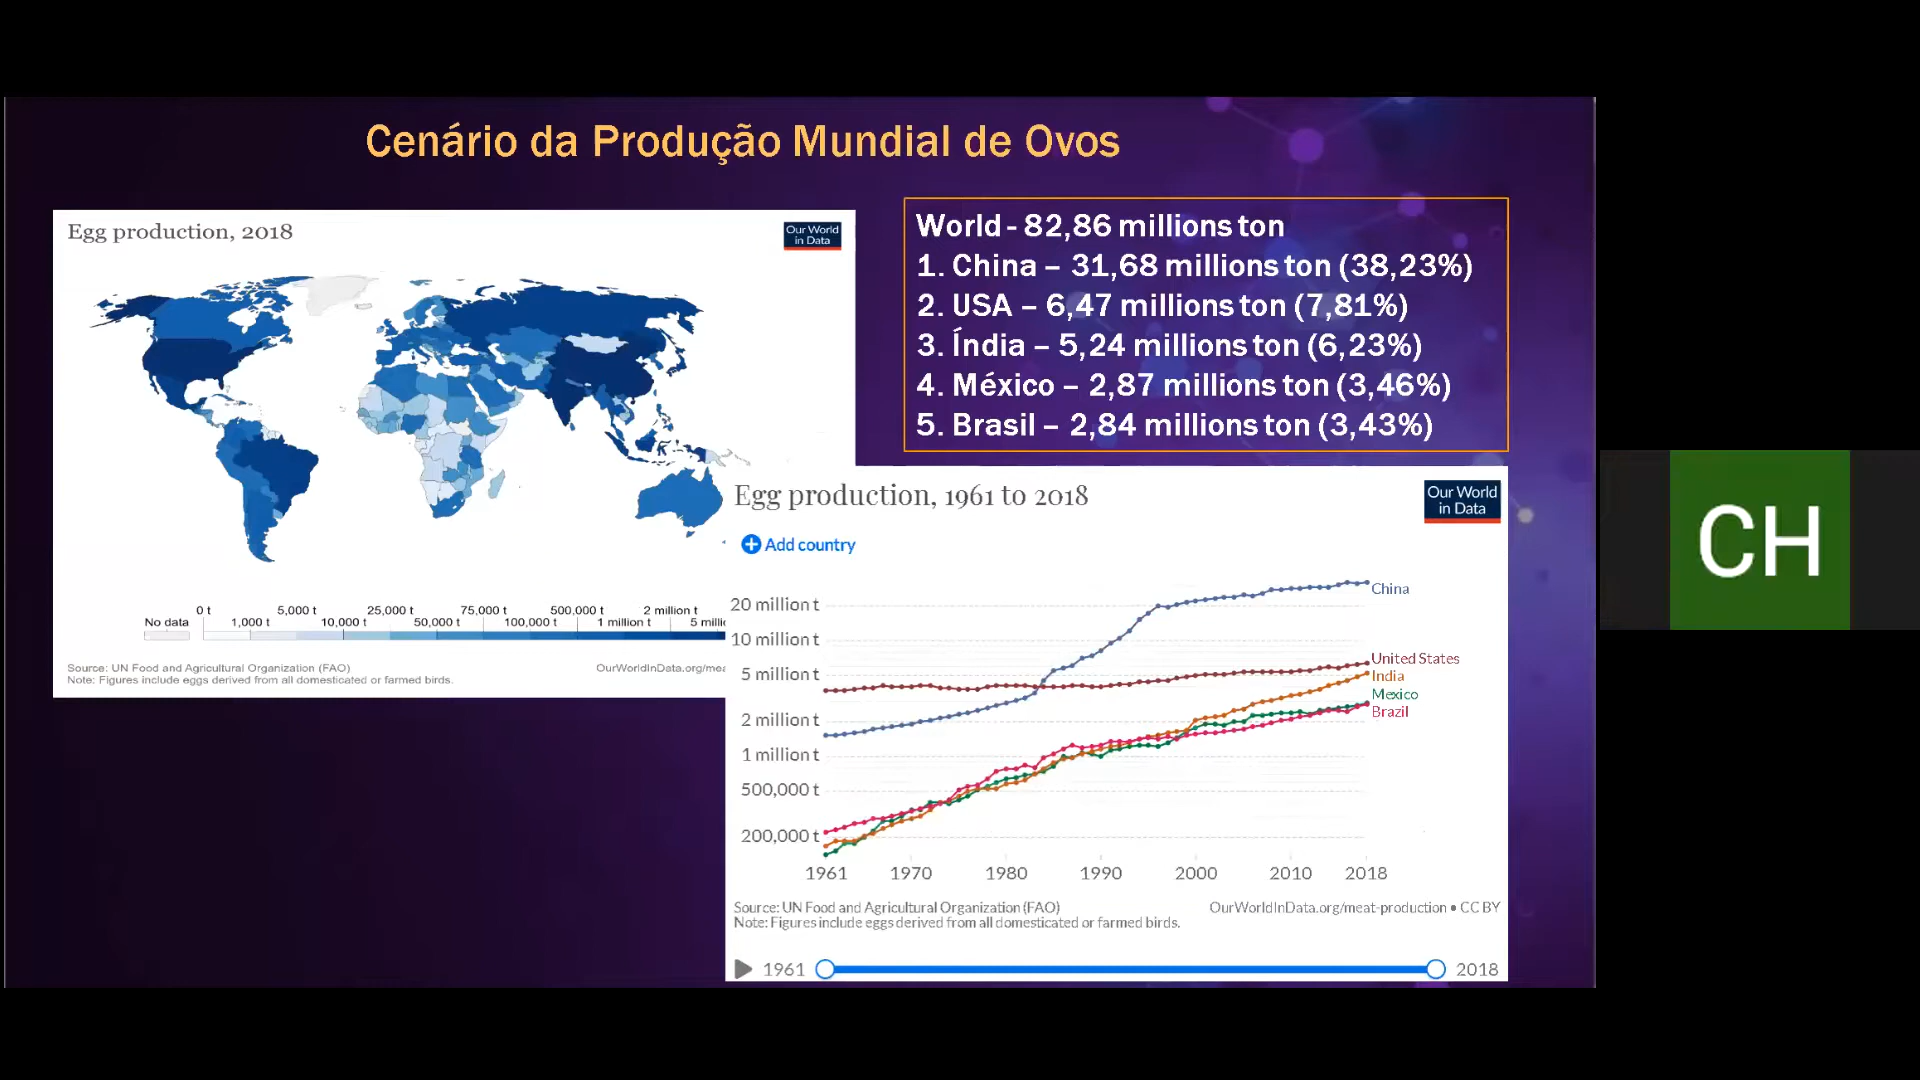 Cenário da Produção Mundial de Ovos
Egg production, 2018
Our World
in Data
No data
0 t
1,000 t
5,000 t
10,000 t
25,000 t
50,000 t
75,000 t
100,000 t
500,000 t
1 million t
2 million t
5
Source: UN Food and Agricultural Organization (FAO)
Note: Figures include eggs derived from all domesticated or farmed birds.
World - 82,86 millions ton
1. China – 31,68 millions ton (38,23%)
2. USA – 6,47 millions ton (7,81%)
3. Índia – 5,24 millions ton (6,23%)
4. México – 2,87 millions ton (3,46%)
5. Brasil – 2,84 millions ton (3,43%)
Egg production, 1961 to 2018
Our World
in Data
Add country
20 million t
10 million t
5 million t
2 million t
1 million t
500,000 t
200,000 t
China
United States
India
Mexico
Brazil
1961 1970 1980 1990 2000 2010 2018
Source: UN Food and Agricultural Organization (FAO)
OurWorldInData.org/meat-production • CC BY
Note: Figures include eggs derived from all domesticated or farmed birds.
1961
2018
CH